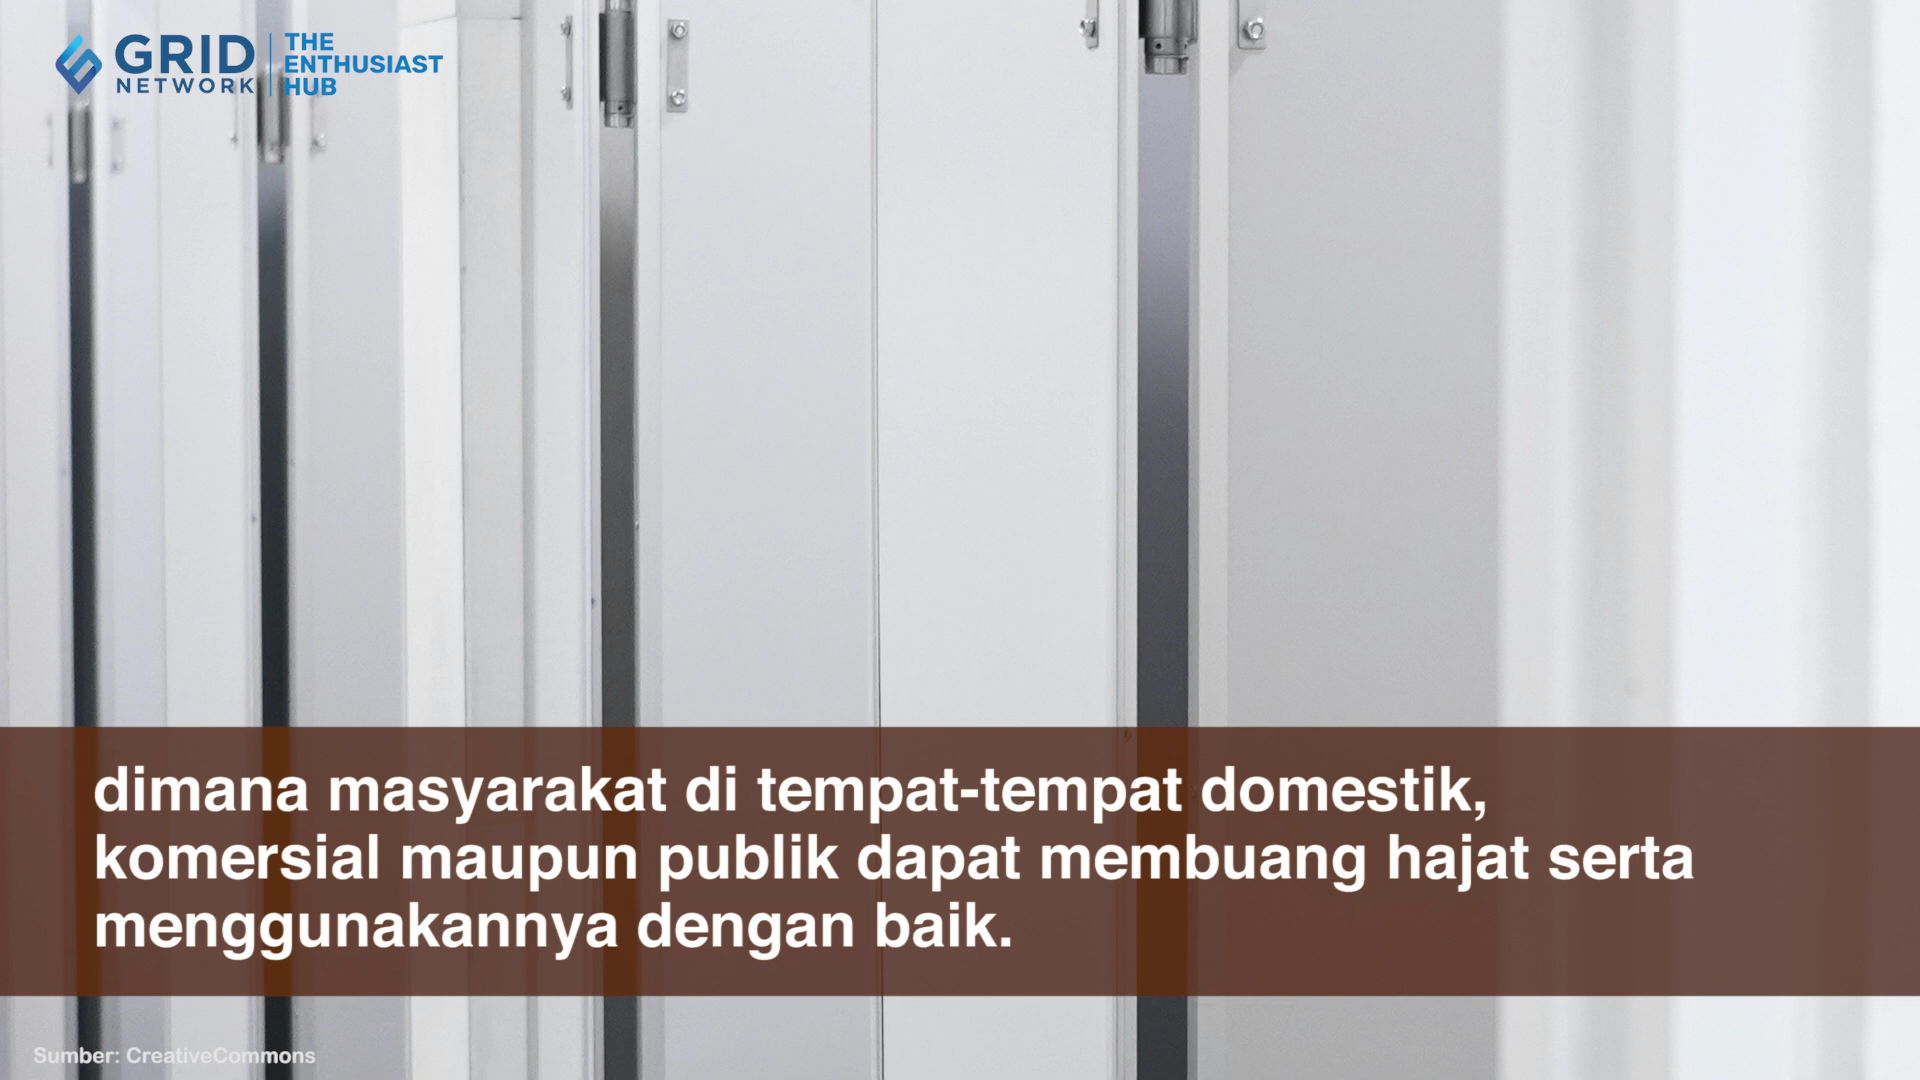 GRID
NETWORK
THE
ENTHUSIAST
HUB
dimana masyarakat di tempat-tempat domestik,
komersial maupun publik dapat membuang hajat serta
menggunakannya dengan baik.
Sumber: CreativeCommons